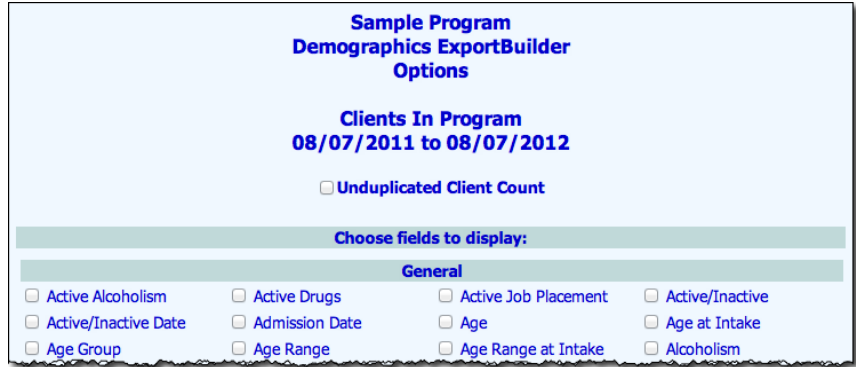 Sample Program
Demographics ExportBuilder
Options
Clients In Program
08/07/2011 to 08/07/2012
Unduplicated Client Count
Choose fields to display:
General
Active Alcoholism Active Drugs Active Job Placement Active/Inactive
Active/Inactive Date Admission Date Age Age at Intake
Age Group Age Range Age Range at Intake Alcoholism